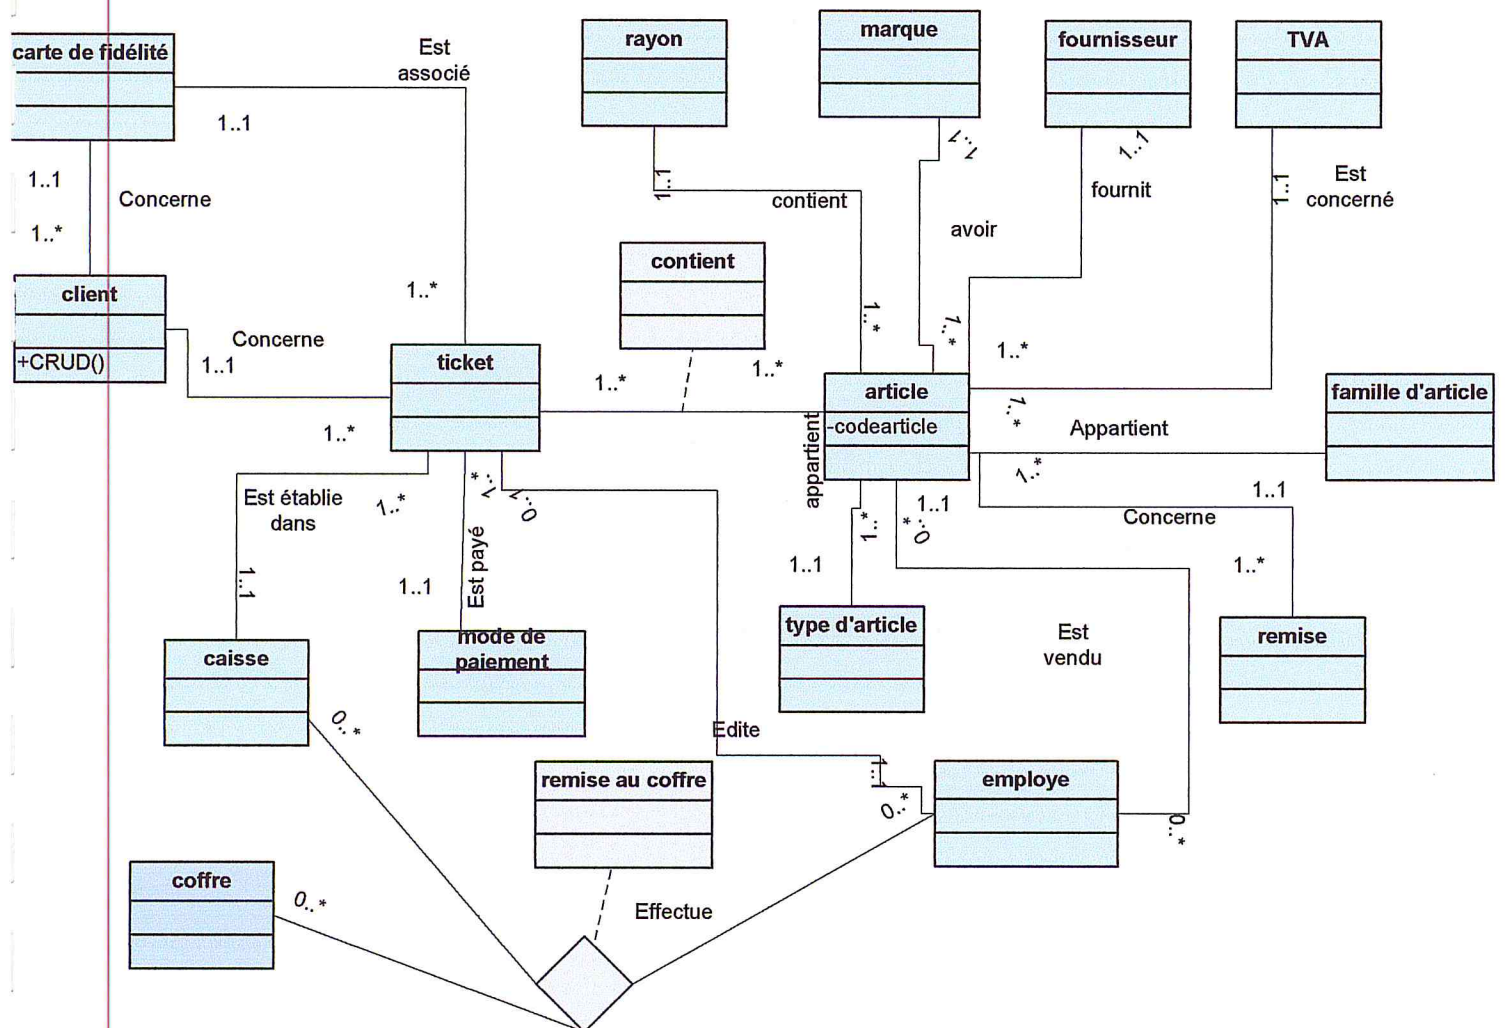 carte de fidélité
Est
associé
1..1
rayon
marque
fournisseur
TVA
1..1
1..1
1..1
1..1
Est
concerné
fournit
contient
avoir
1..1
Concerne
1..*
client
+CRUD()
Concerne
1..1
1..*
contient
1..*
1..*
1..*
ticket
1..*
1..*
article
-codearticle
famille d'article
1..*
Appartient
1..*
1..1
appartient
1..*
1..*
Est établie
dans
1..*
1..*
0..1
1..1
Est payé
1..1
1..*
0..*
1..1
Concerne
1..*
1..1
caisse
mode de
paiement
type d'article
Est
vendu
remise
0..*
Edite
remise au coffre
1..1
0..*
employe
0..*
coffre
0..*
Effectue